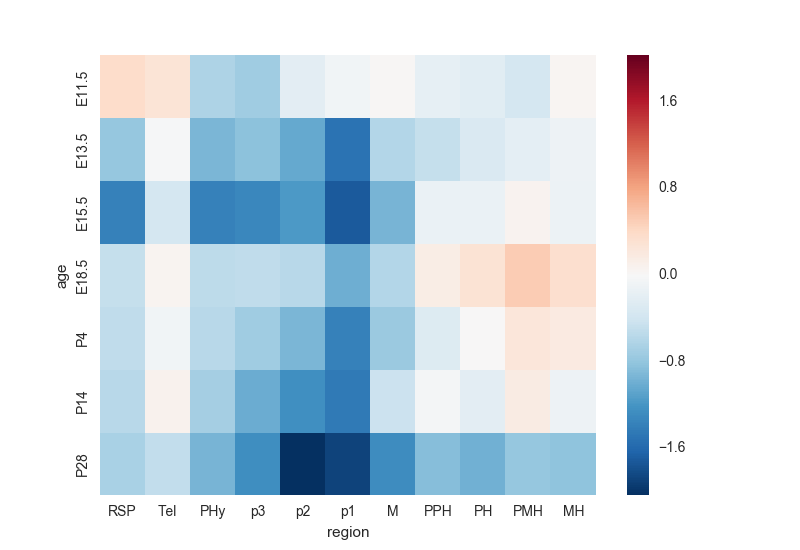 age
E11.5
E13.5
E15.5
E18.5
P4
P14
P28
RSP Tel PHy p3 p2 p1 M PPH PH PMH MH
region
1.6
0.8
0.0
−0.8
−1.6